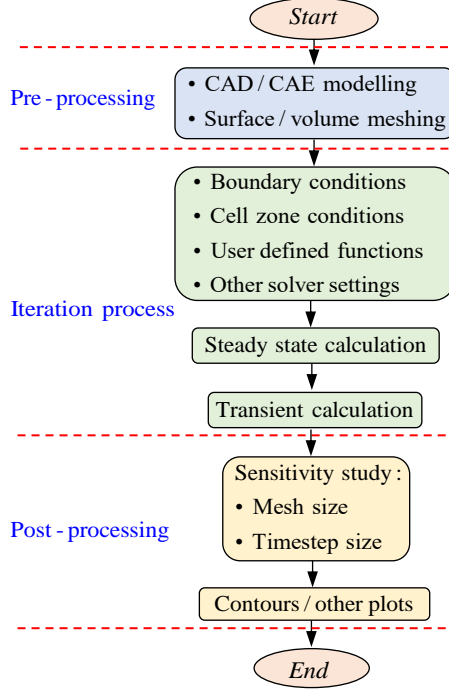 Start
Pre - processing
• CAD / CAE modelling
• Surface / volume meshing
• Boundary conditions
• Cell zone conditions
• User defined functions
• Other solver settings
Iteration process
Steady state calculation
Transient calculation
Sensitivity study :
• Mesh size
• Timestep size
Post - processing
Contours / other plots
End